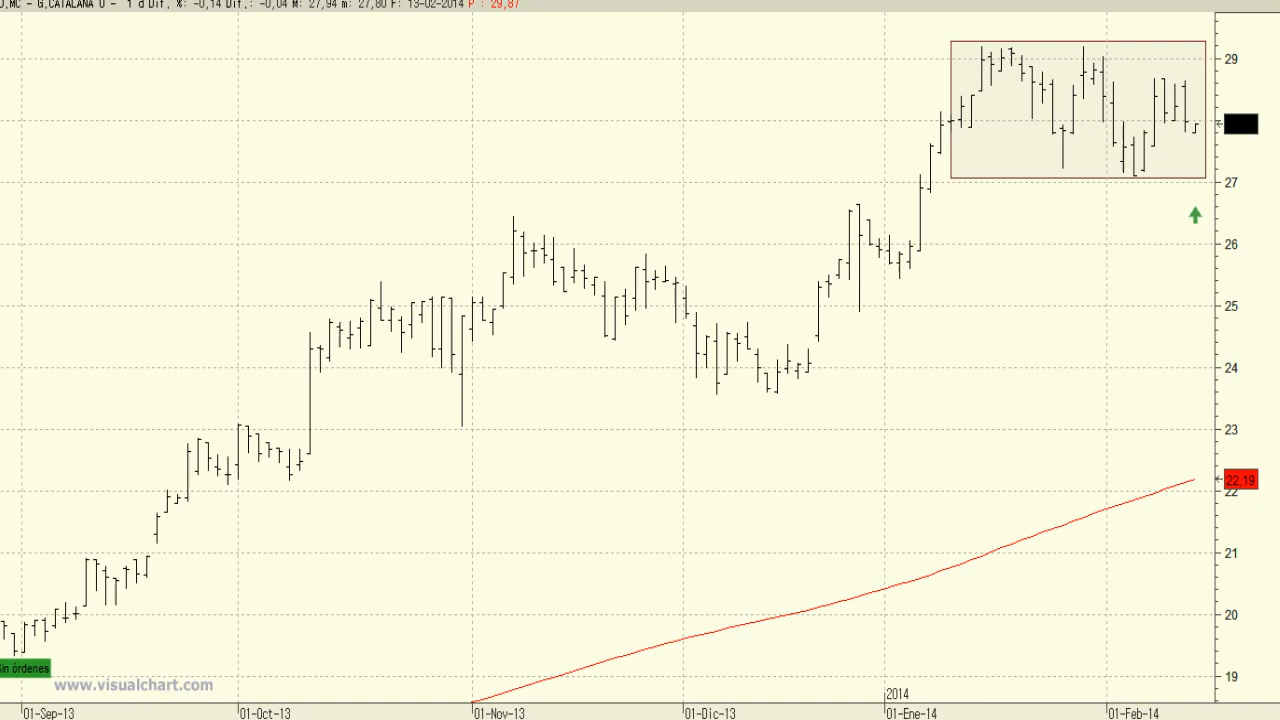 O,MC - G,CATALANA O - 1 d Dif, %: -0,14 Dif,: -0,04 M: 27,94 m: 27,80 F: 13-02-2014 P : 29,87
29
27
26
25
24
23
22,19
22
21
20
19
Sin órdenes
www.visualchart.com
2014
01-Sep-13
01-Oct-13
01-Nov-13
01-Dic-13
01-Ene-14
01-Feb-14